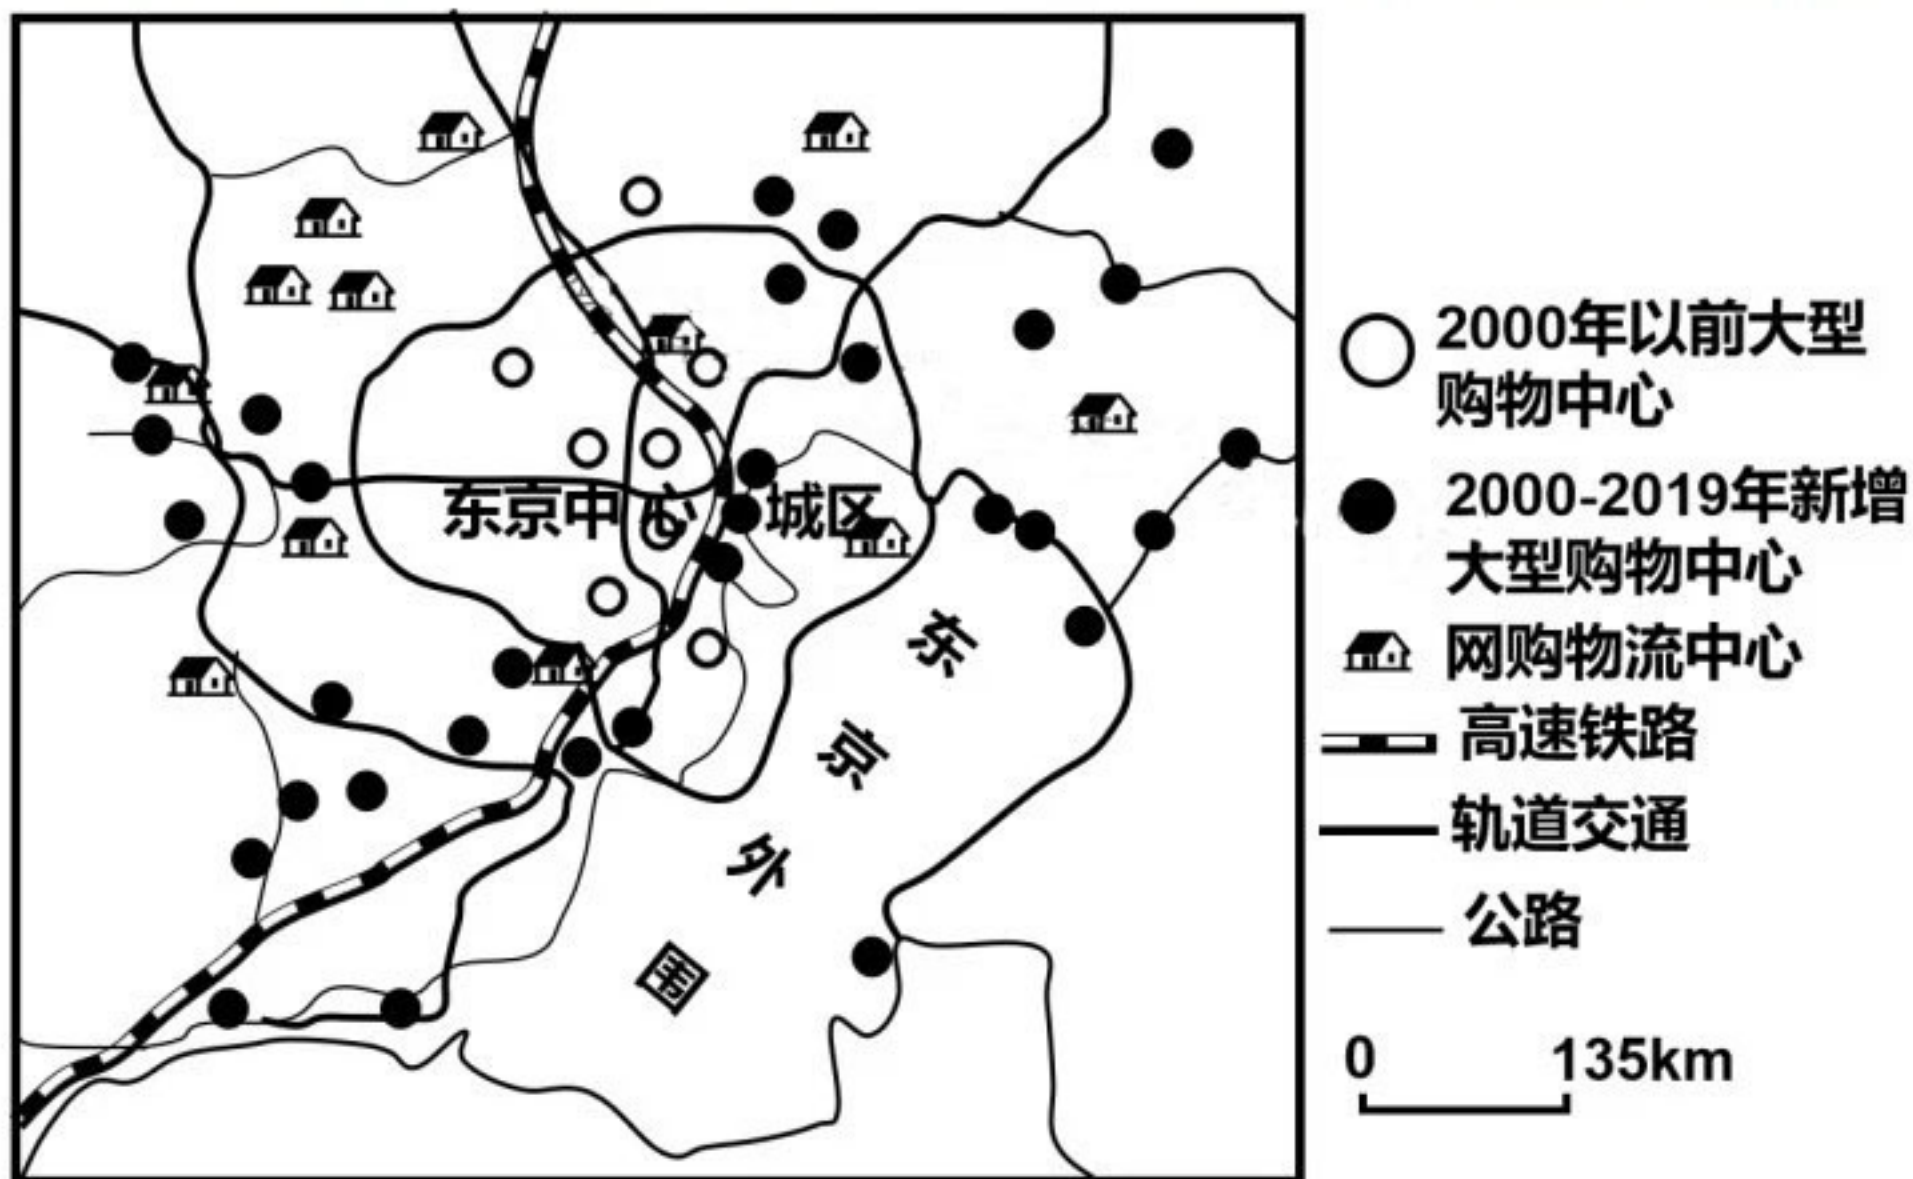 东京中心城区
东
京
外
围
2000年以前大型
购物中心
2000-2019年新增
大型购物中心
网购物流中心
高速铁路
轨道交通
公路
0 135km